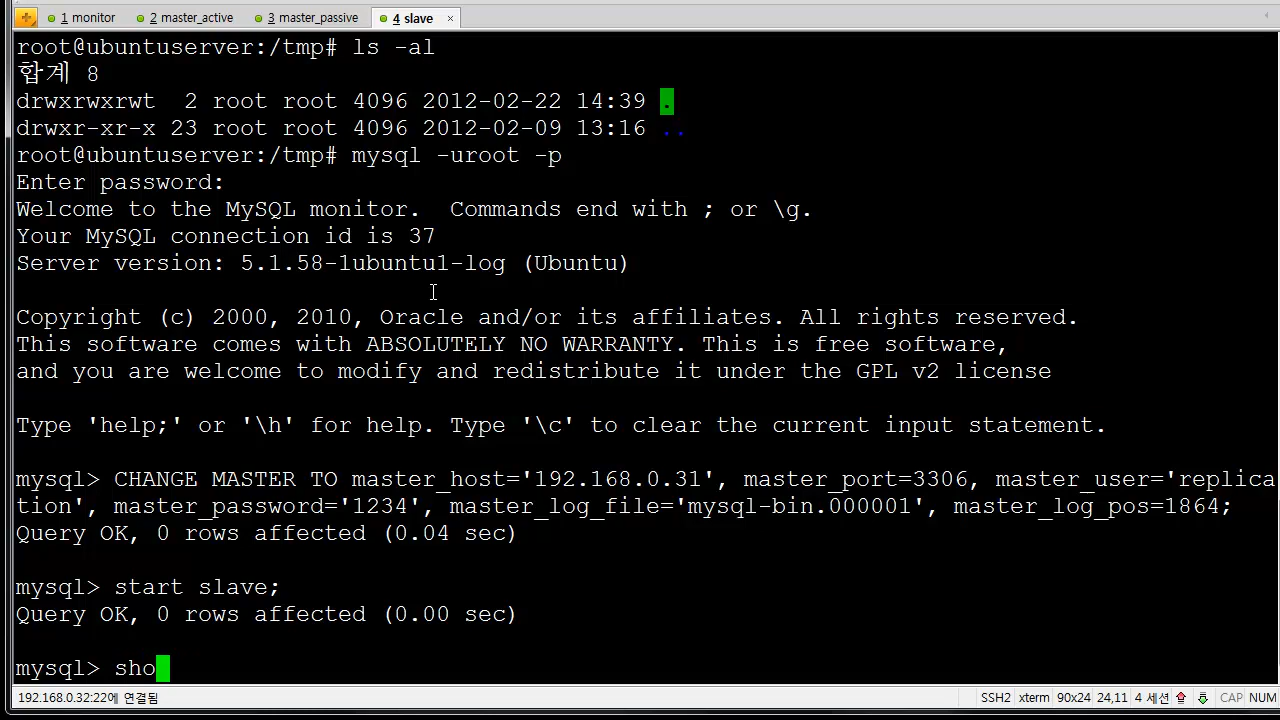 1 monitor 2 master_active 3 master_passive 4 slave ×
root@ubuntuserver:/tmp# ls -al
합계 8
drwxrwxrwt  2 root root 4096 2012-02-22 14:39 .
drwxr-xr-x 23 root root 4096 2012-02-09 13:16 ..
root@ubuntuserver:/tmp# mysql -uroot -p
Enter password:
Welcome to the MySQL monitor.  Commands end with ; or \g.
Your MySQL connection id is 37
Server version: 5.1.58-1ubuntu1-log (Ubuntu)
Copyright (c) 2000, 2010, Oracle and/or its affiliates. All rights reserved.
This software comes with ABSOLUTELY NO WARRANTY. This is free software,
and you are welcome to modify and redistribute it under the GPL v2 license
Type 'help;' or '\h' for help. Type '\c' to clear the current input statement.
mysql> CHANGE MASTER TO master_host='192.168.0.31', master_port=3306, master_user='replica
tion', master_password='1234', master_log_file='mysql-bin.000001', master_log_pos=1864;
Query OK, 0 rows affected (0.04 sec)
mysql> start slave;
Query OK, 0 rows affected (0.00 sec)
mysql> sho
192.168.0.32:22에 연결됨 SSH2 xterm 90x24 24,11 4 세션 CAP NUM